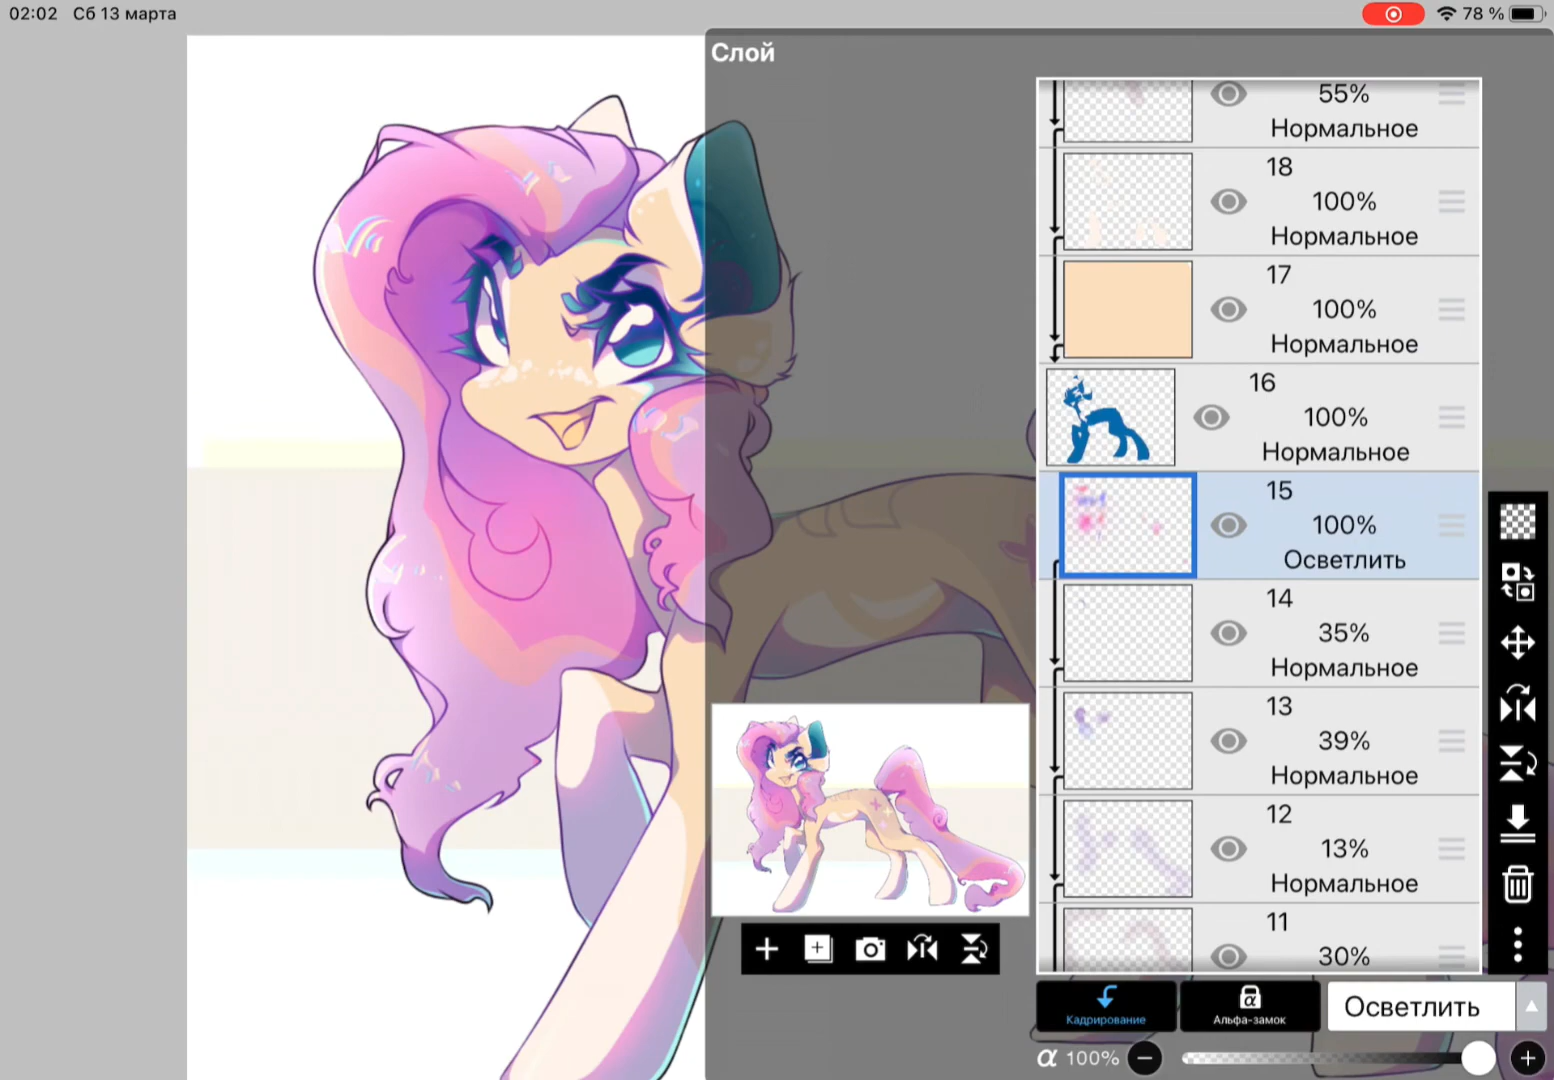 02:02 Сб 13 марта
78 %
Слой
55%
Нормальное
18
100%
Нормальное
17
100%
Нормальное
16
100%
Нормальное
15
100%
Осветлить
14
35%
Нормальное
13
39%
Нормальное
12
13%
Нормальное
11
30%
Кадрирование
Альфа-замок
Осветлить
α 100%